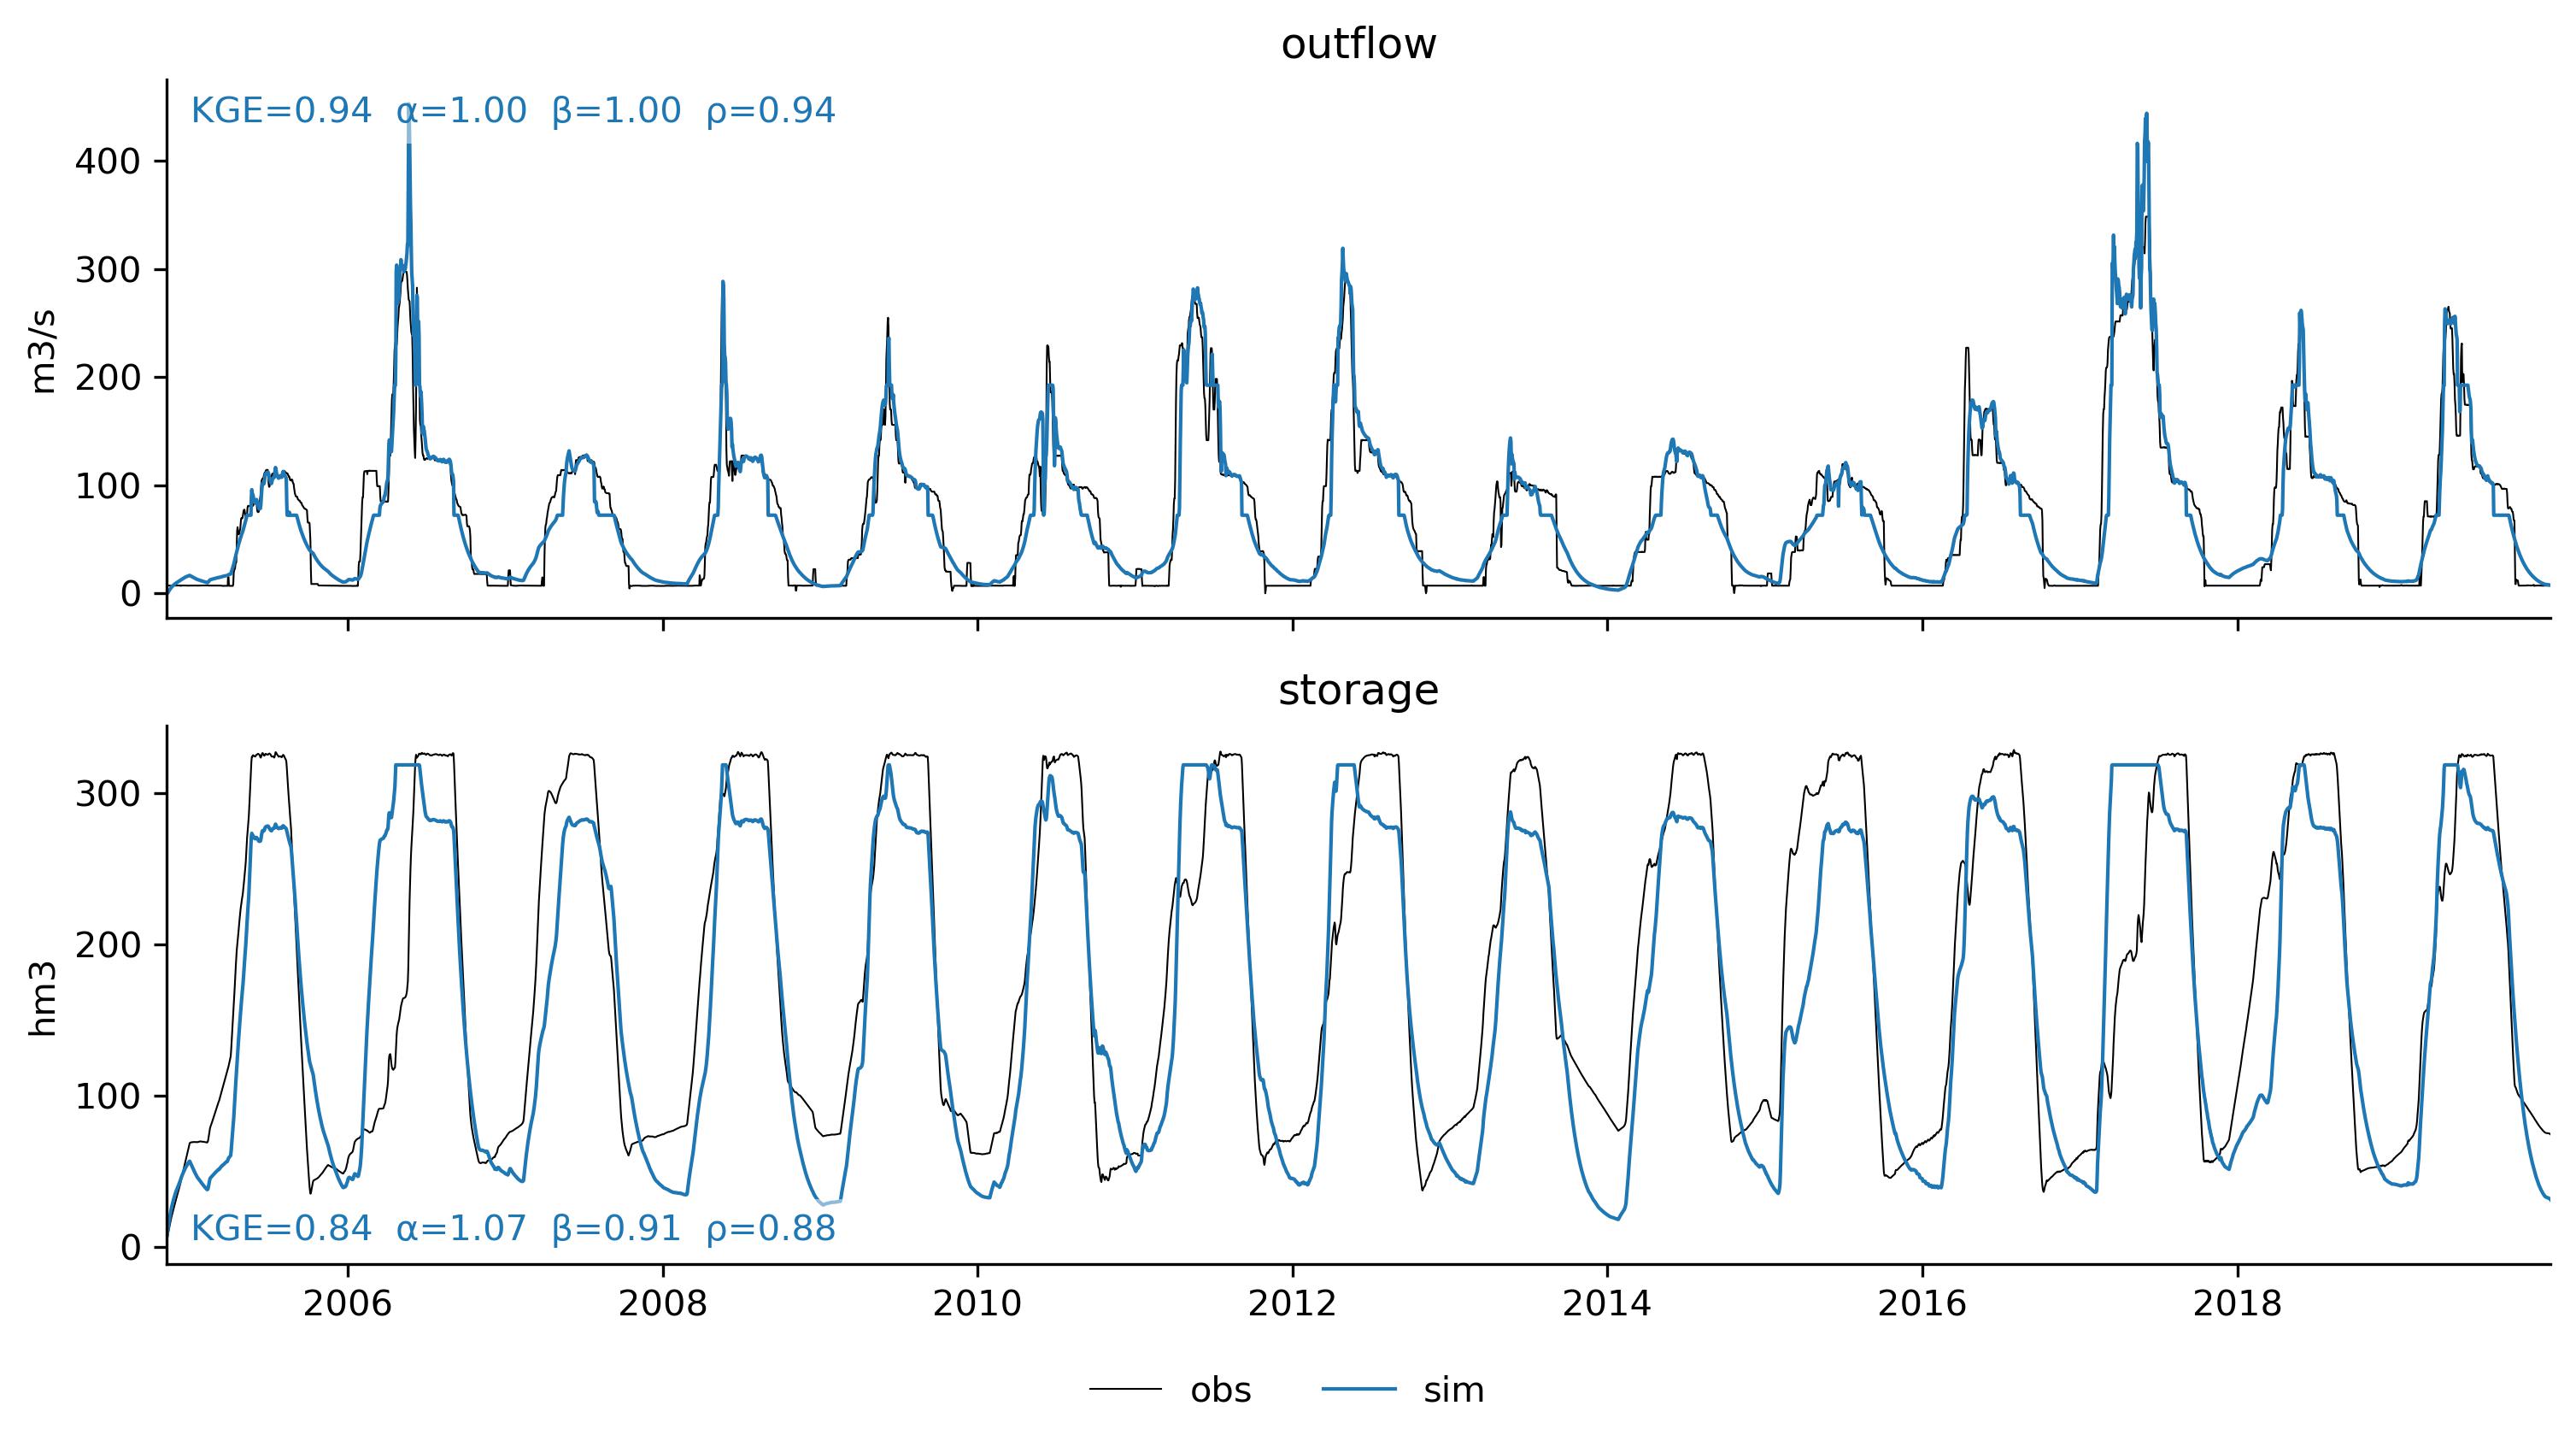 outflow
KGE=0.94 α=1.00 β=1.00 ρ=0.94
400
300
200
100
0
m3/s
storage
300
200
100
0
hm3
KGE=0.84 α=1.07 β=0.91 ρ=0.88
2006 2008 2010 2012 2014 2016 2018
obs sim